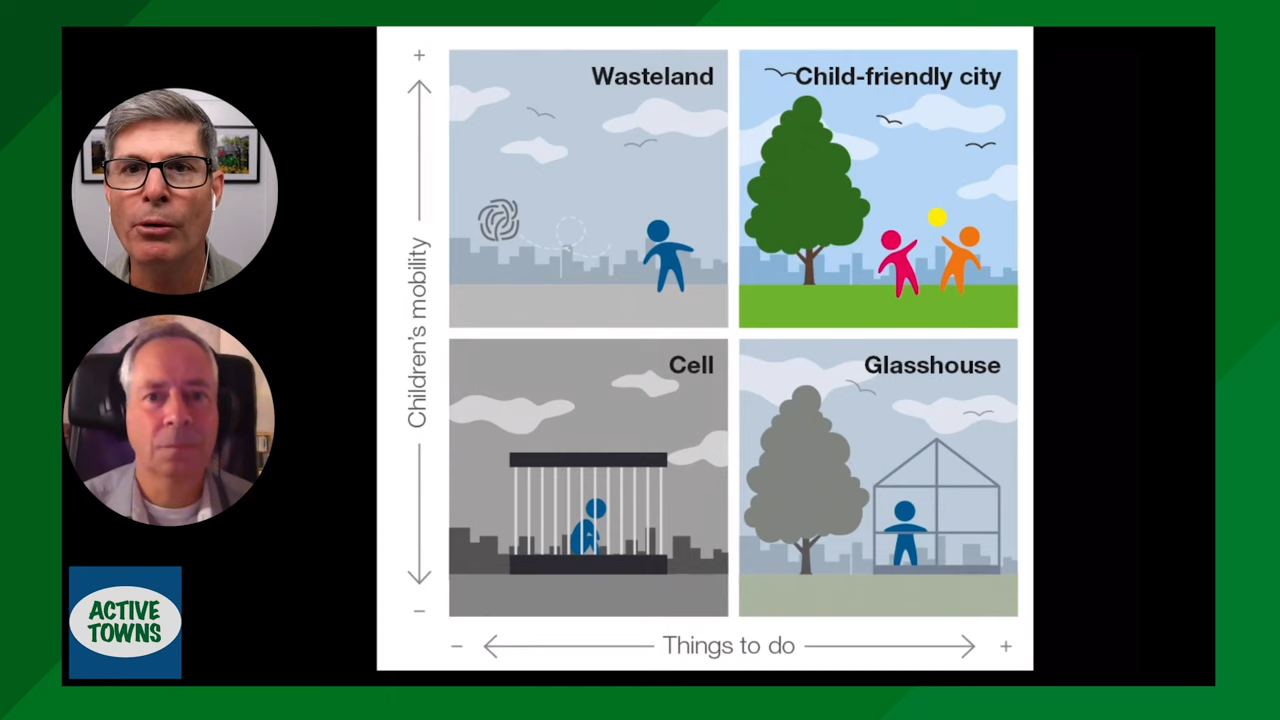 +
Wasteland
Child-friendly city
Children's mobility
Cell
Glasshouse
−
− Things to do +
ACTIVE
TOWNS